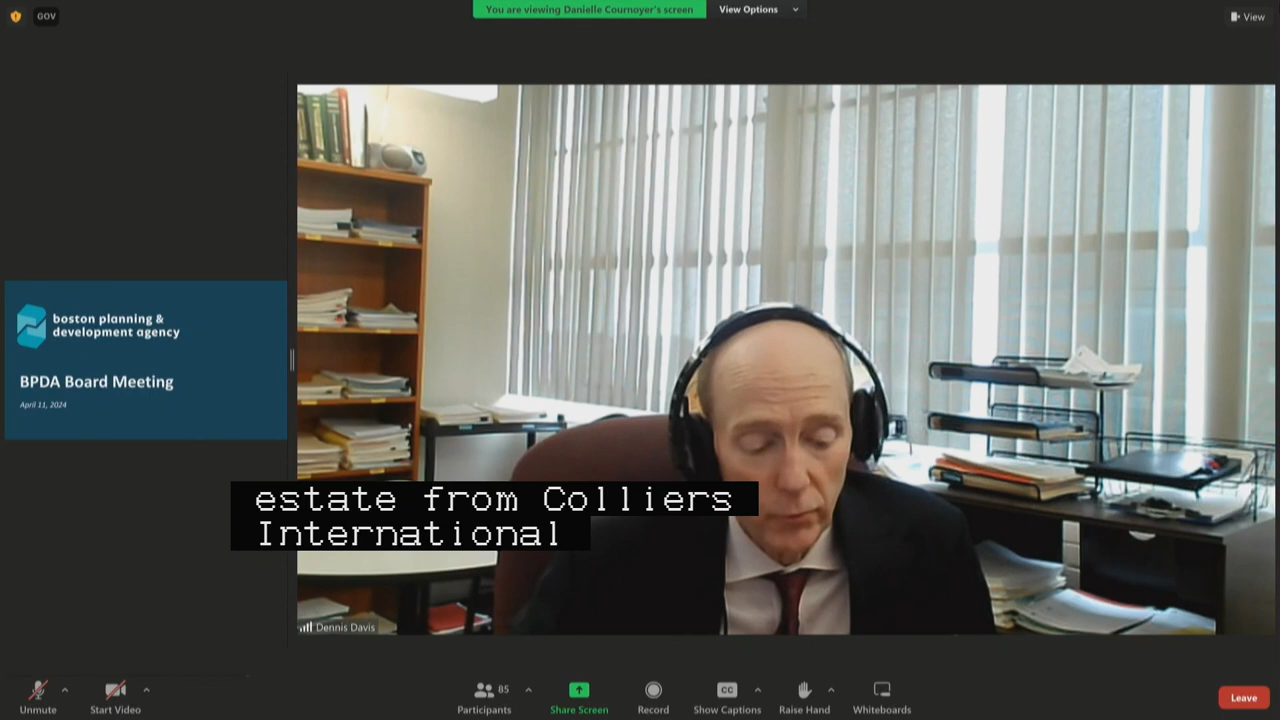 GOV
You are viewing Danielle Cournoyer's screen
View Options
View
boston planning &
development agency
BPDA Board Meeting
April 11, 2024
estate from Colliers
International
Dennis Davis
Unmute
Start Video
85
Participants
Share Screen
Record
CC
Show Captions
Raise Hand
Whiteboards
Leave